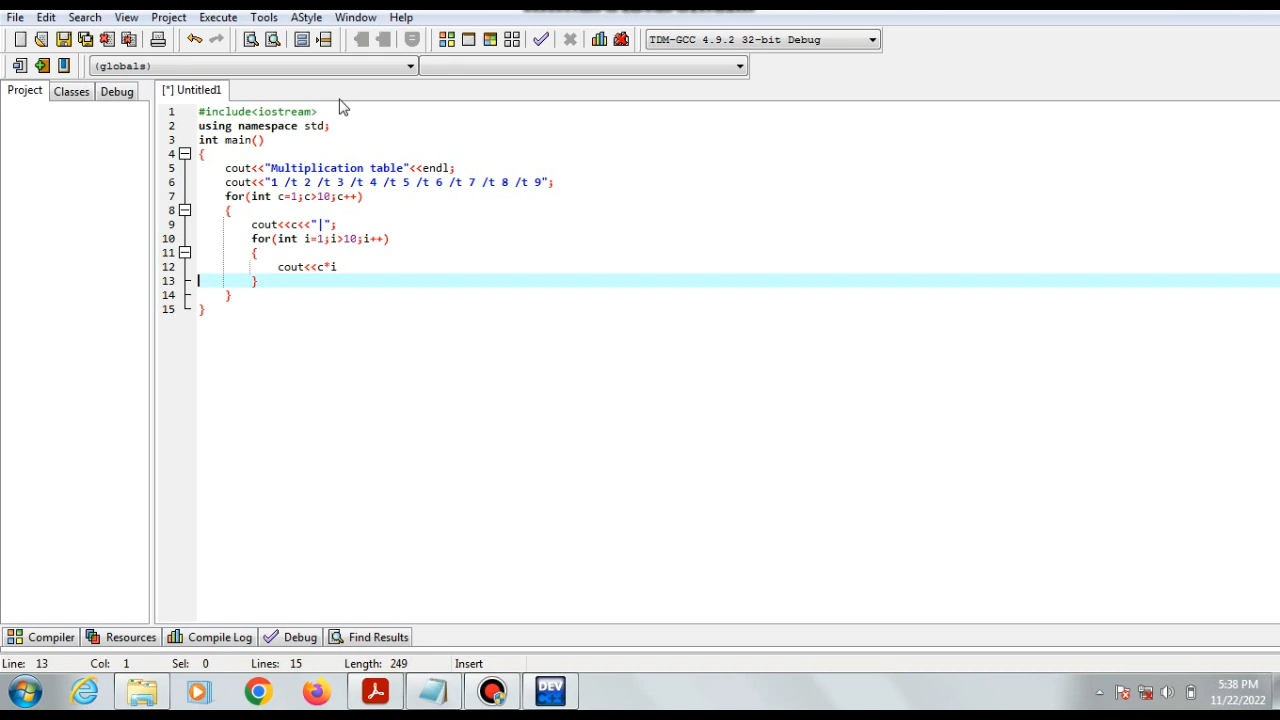 File Edit Search View Project Execute Tools AStyle Window Help
TDM-GCC 4.9.2 32-bit Debug
(globals)
Project Classes Debug [*] Untitled1
1 #include<iostream>
2 using namespace std;
3 int main()
4 {
5 cout<<"Multiplication table"<<endl;
6 cout<<"1 /t 2 /t 3 /t 4 /t 5 /t 6 /t 7 /t 8 /t 9";
7 for(int c=1;c>10;c++)
8 {
9 cout<<c<<"|";
10 for(int i=1;i>10;i++)
11 {
12 cout<<c*i
13 }
14 }
15 }
Compiler Resources Compile Log Debug Find Results
Line: 13 Col: 1 Sel: 0 Lines: 15 Length: 249 Insert
DEV
5:38 PM
11/22/2022